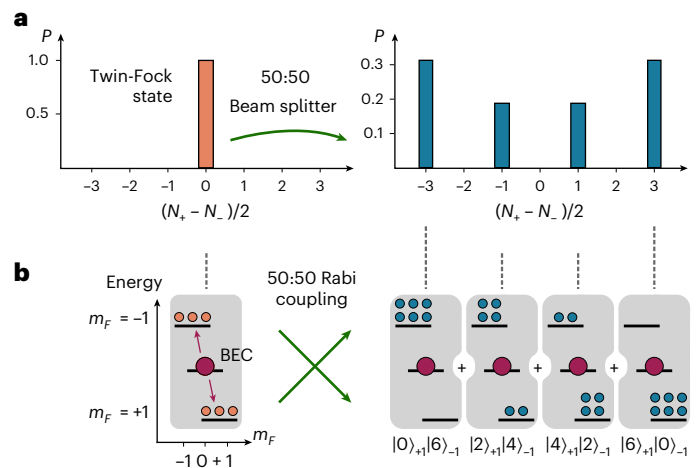 a
P
1.0
0.5
Twin-Fock
state
50:50
Beam splitter
−3 −2 −1 0 1 2 3
(N₊ − N₋)/2
P
0.3
0.2
0.1
−3 −2 −1 0 1 2 3
(N₊ − N₋)/2
b
Energy
m_F = −1
BEC
m_F = +1
−1 0 +1
m_F
50:50 Rabi
coupling
+ + +
|0⟩₊₁|6⟩₋₁ |2⟩₊₁|4⟩₋₁ |4⟩₊₁|2⟩₋₁ |6⟩₊₁|0⟩₋₁